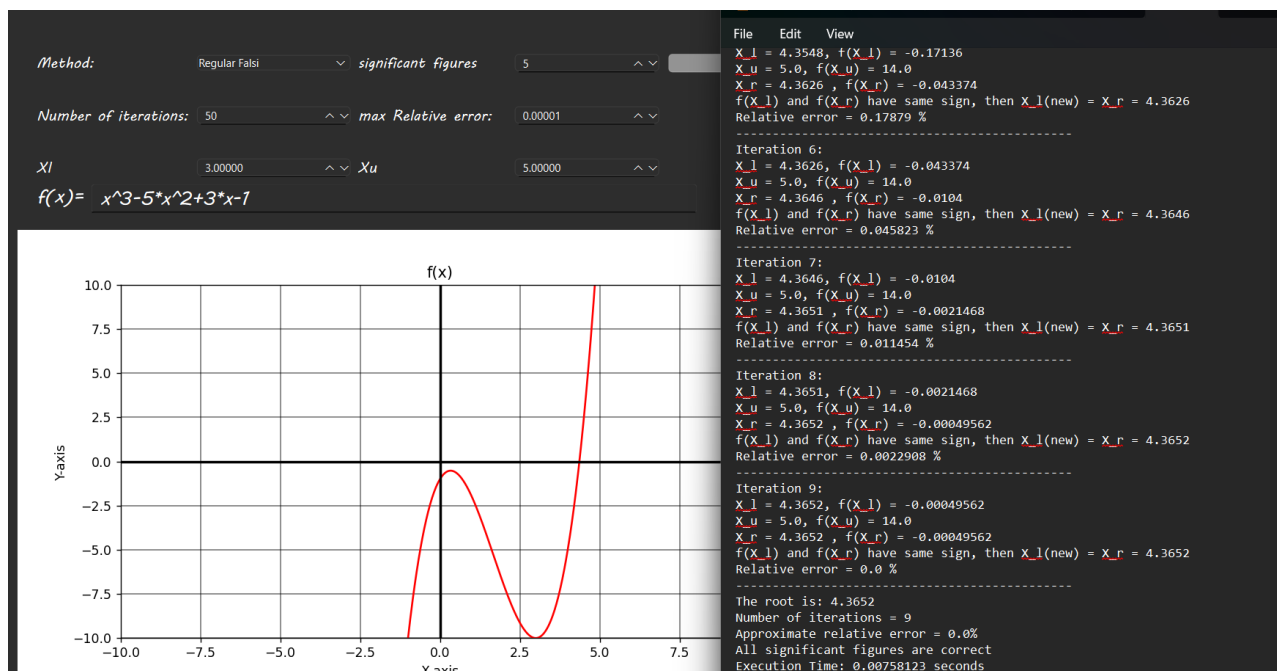 Method: Regular Falsi significant figures 5
Number of iterations: 50 max Relative error: 0.00001
Xl 3.00000 Xu 5.00000
f(x)= x^3-5*x^2+3*x-1
f(x)
10.0
7.5
5.0
2.5
0.0
−2.5
−5.0
−7.5
−10.0
Y-axis
−10.0 −7.5 −5.0 −2.5 0.0 2.5 5.0 7.5
X-axis
File Edit View
X_l = 4.3548, f(X_l) = -0.17136
X_u = 5.0, f(X_u) = 14.0
X_r = 4.3626 , f(X_r) = -0.043374
f(X_l) and f(X_r) have same sign, then X_l(new) = X_r = 4.3626
Relative error = 0.17879 %
----------------------------------------------
Iteration 6:
X_l = 4.3626, f(X_l) = -0.043374
X_u = 5.0, f(X_u) = 14.0
X_r = 4.3646 , f(X_r) = -0.0104
f(X_l) and f(X_r) have same sign, then X_l(new) = X_r = 4.3646
Relative error = 0.045823 %
----------------------------------------------
Iteration 7:
X_l = 4.3646, f(X_l) = -0.0104
X_u = 5.0, f(X_u) = 14.0
X_r = 4.3651 , f(X_r) = -0.0021468
f(X_l) and f(X_r) have same sign, then X_l(new) = X_r = 4.3651
Relative error = 0.011454 %
----------------------------------------------
Iteration 8:
X_l = 4.3651, f(X_l) = -0.0021468
X_u = 5.0, f(X_u) = 14.0
X_r = 4.3652 , f(X_r) = -0.00049562
f(X_l) and f(X_r) have same sign, then X_l(new) = X_r = 4.3652
Relative error = 0.0022908 %
----------------------------------------------
Iteration 9:
X_l = 4.3652, f(X_l) = -0.00049562
X_u = 5.0, f(X_u) = 14.0
X_r = 4.3652 , f(X_r) = -0.00049562
f(X_l) and f(X_r) have same sign, then X_l(new) = X_r = 4.3652
Relative error = 0.0 %
----------------------------------------------
The root is: 4.3652
Number of iterations = 9
Approximate relative error = 0.0%
All significant figures are correct
Execution Time: 0.00758123 seconds